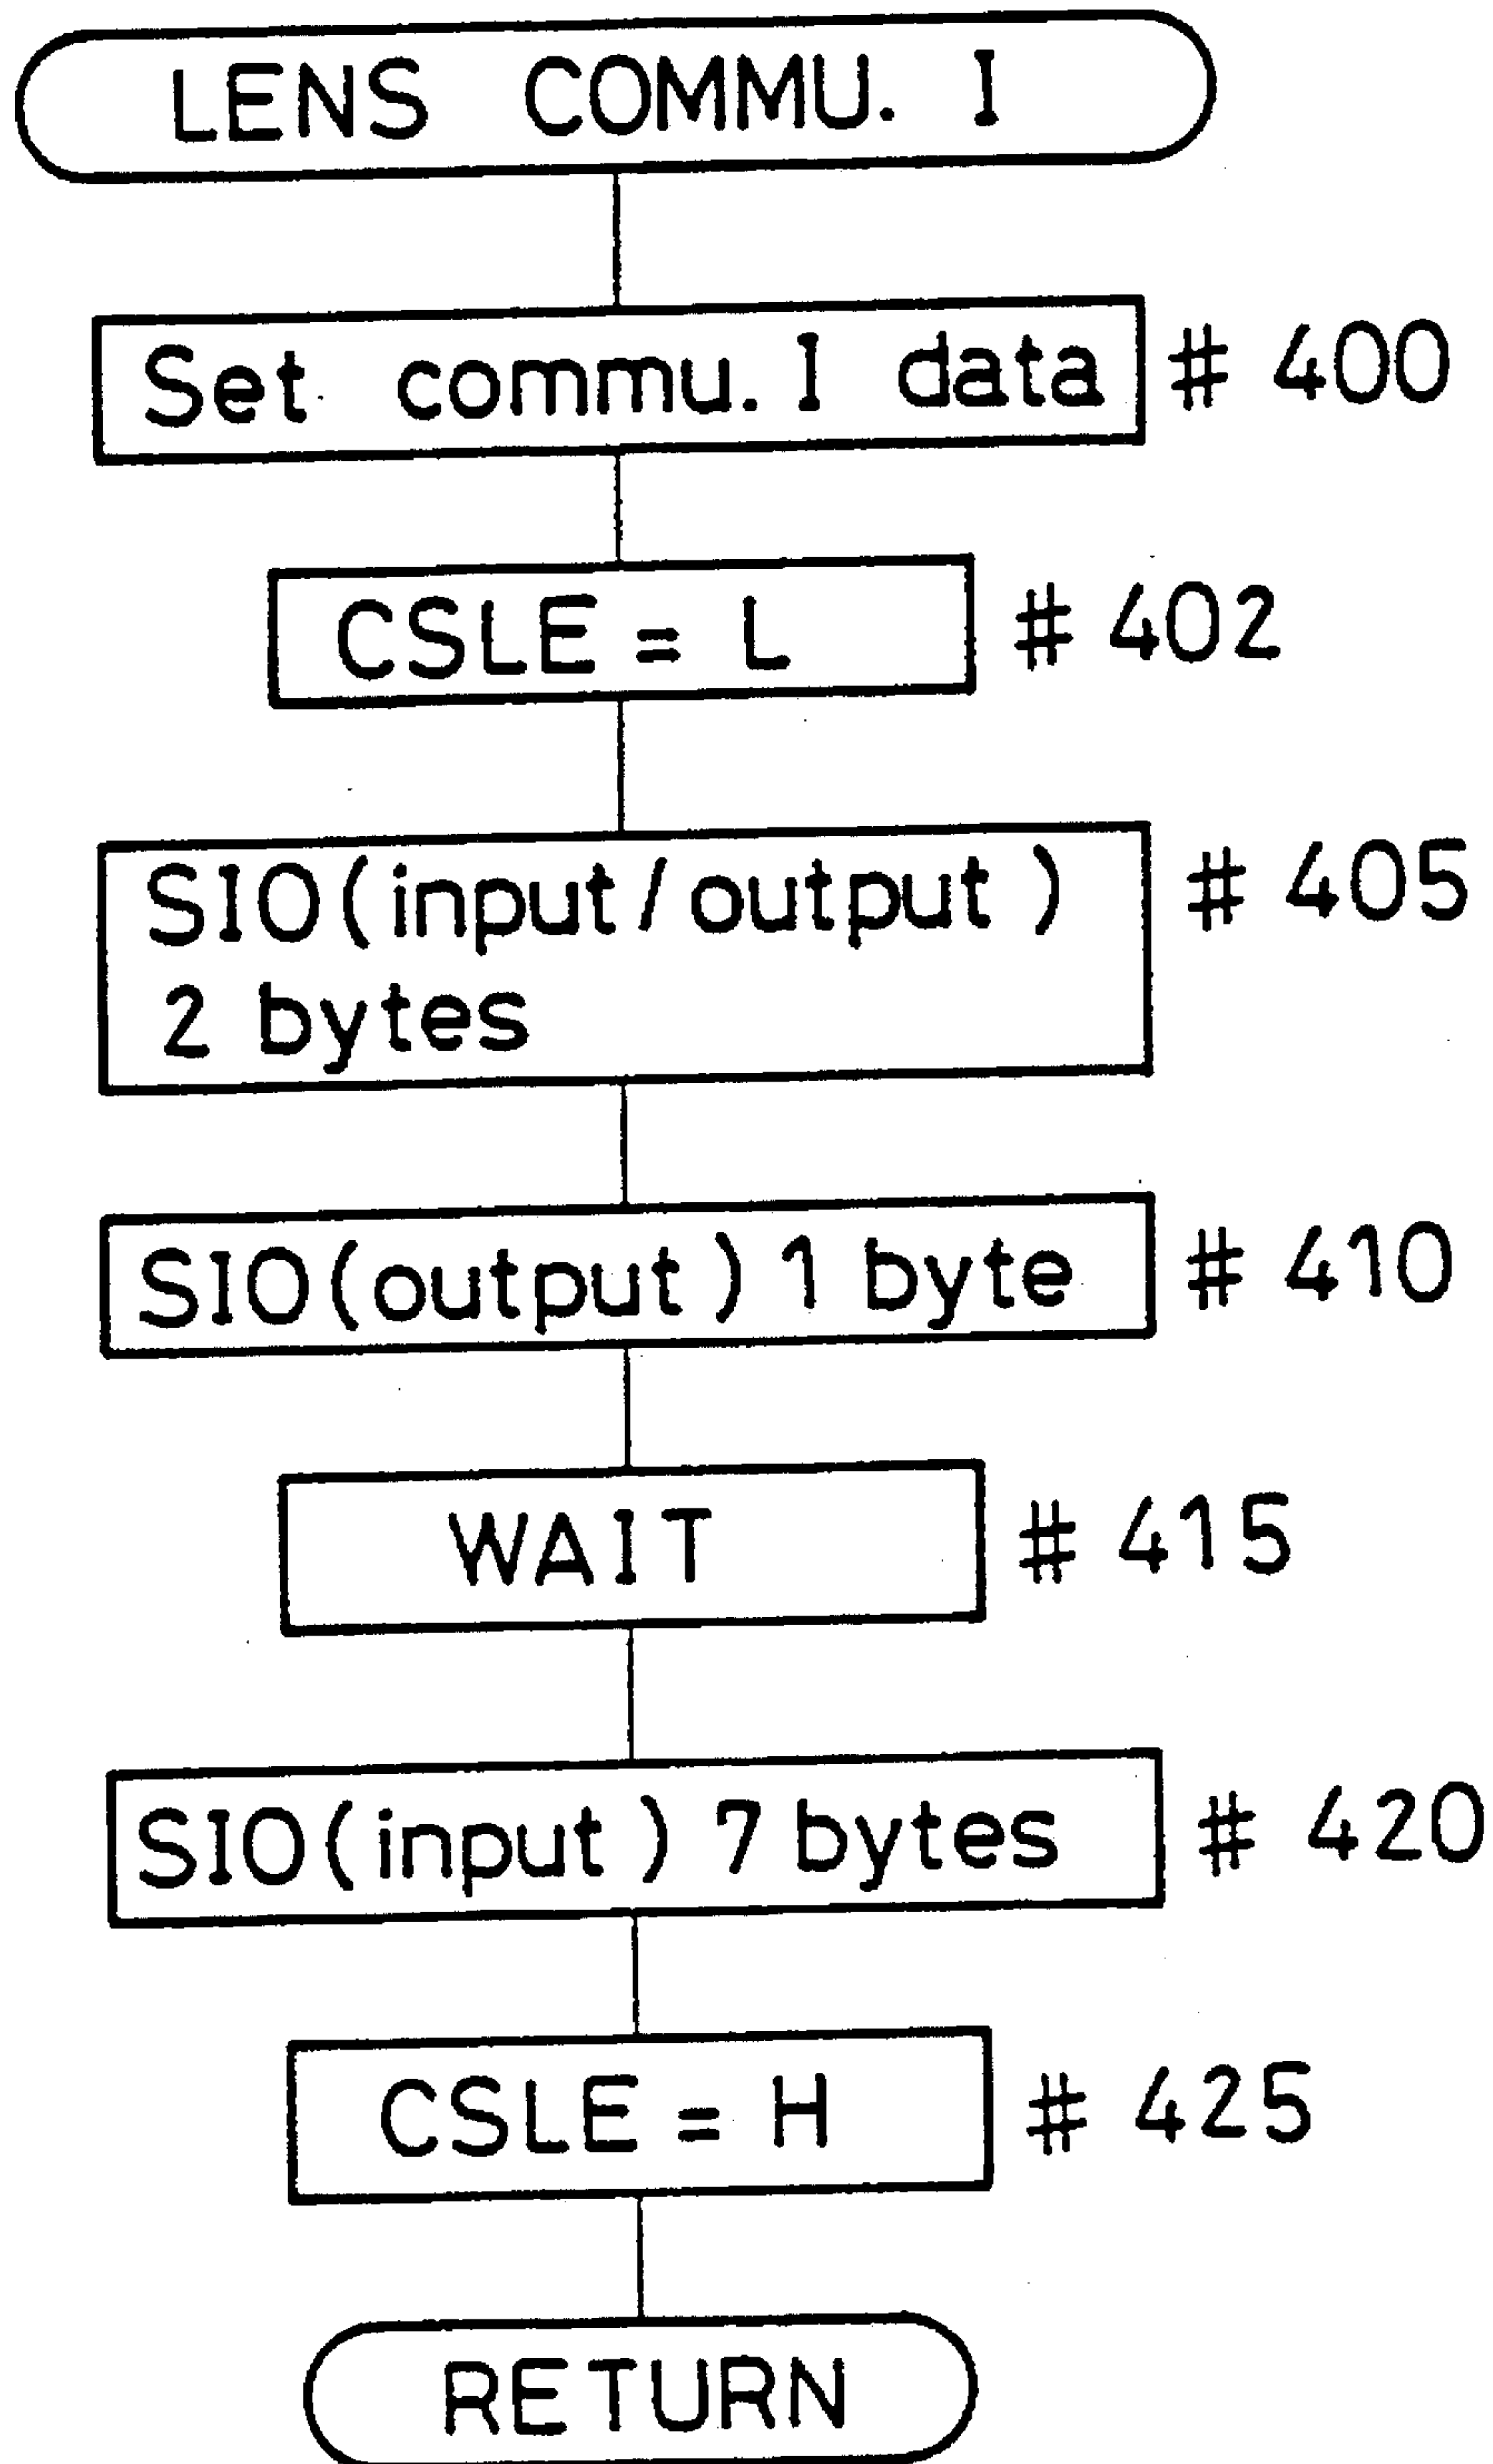 LENS COMMU. I
Set commu. I data # 400
CSLE = L # 402
SIO(input/output) # 405
2 bytes
SIO(output) 1 byte # 410
WAIT # 415
SIO(input) 7 bytes # 420
CSLE = H # 425
RETURN